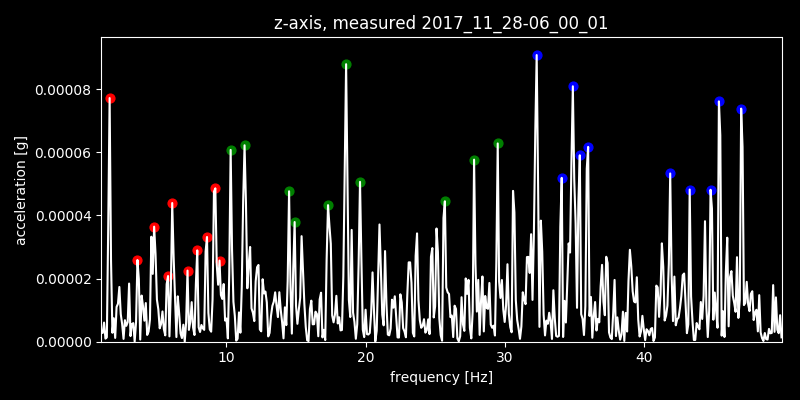 z-axis, measured 2017_11_28-06_00_01
acceleration [g]
0.00008
0.00006
0.00004
0.00002
0.00000
10 20 30 40
frequency [Hz]